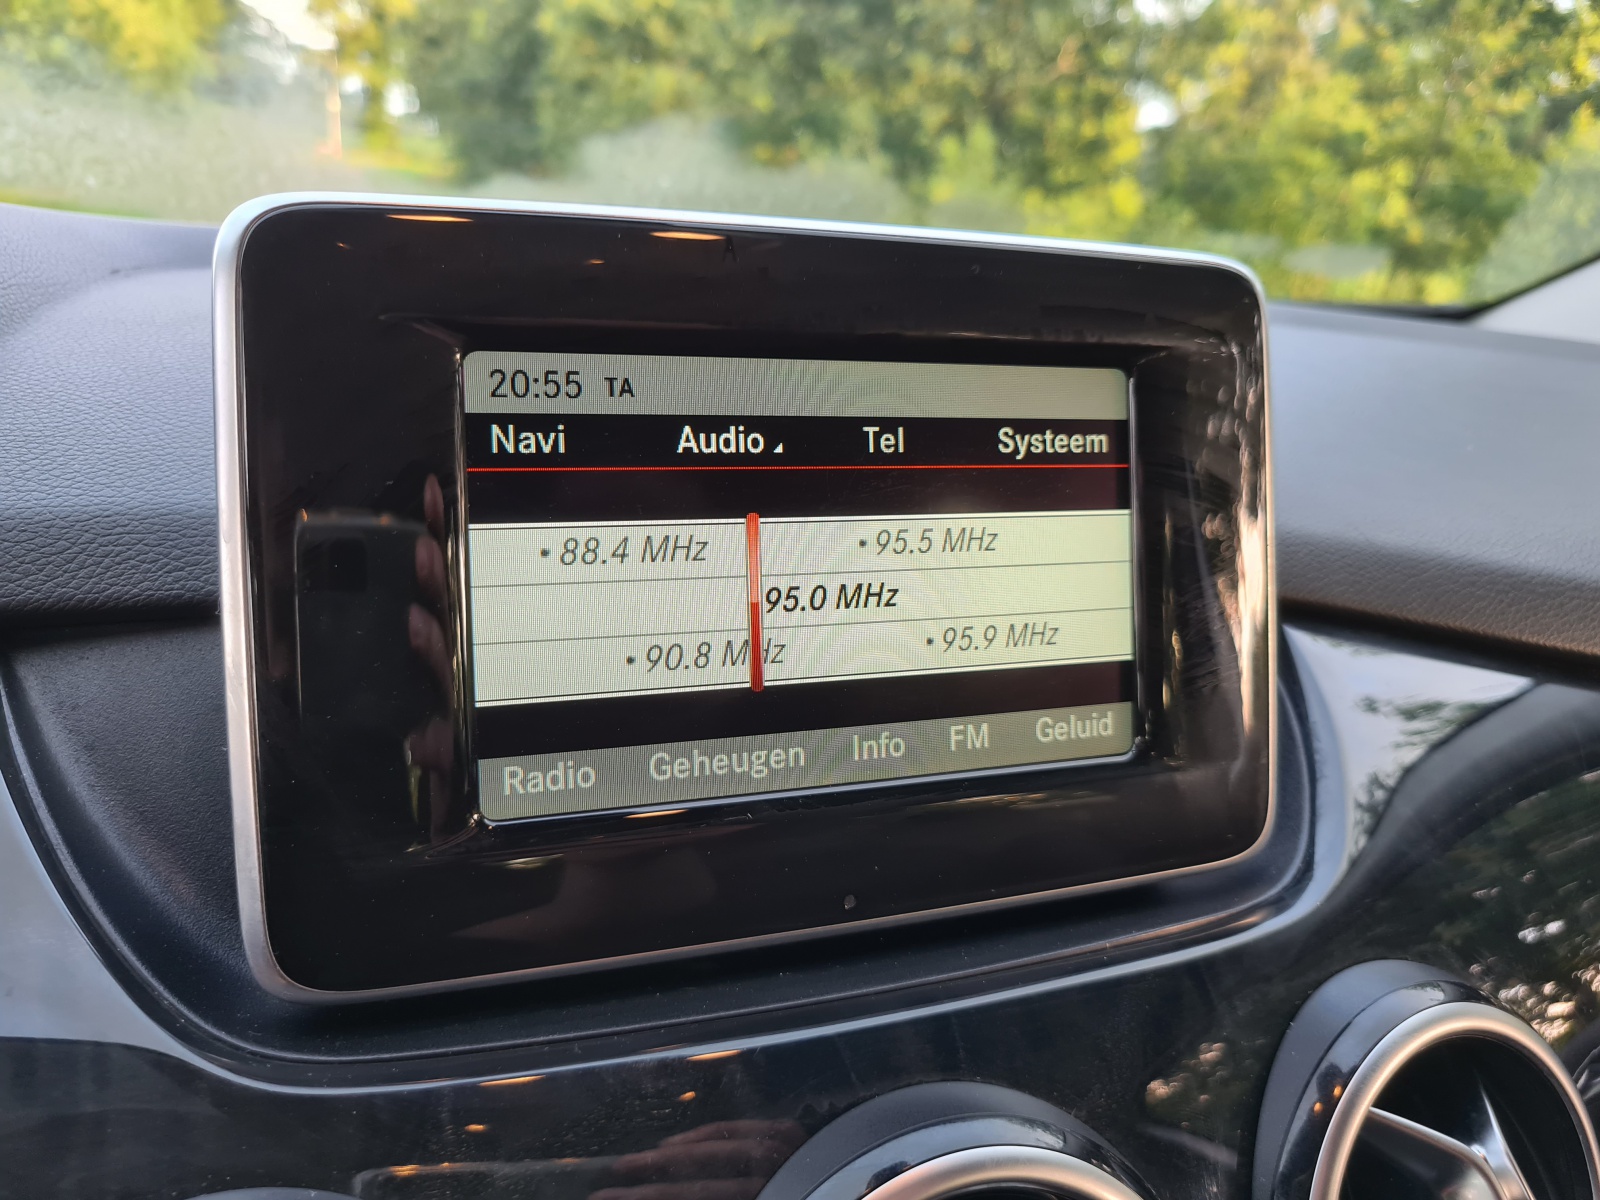 20:55 TA
Navi Audio Tel Systeem
• 88.4 MHz • 95.5 MHz
95.0 MHz
• 90.8 MHz • 95.9 MHz
Radio Geheugen Info FM Geluid